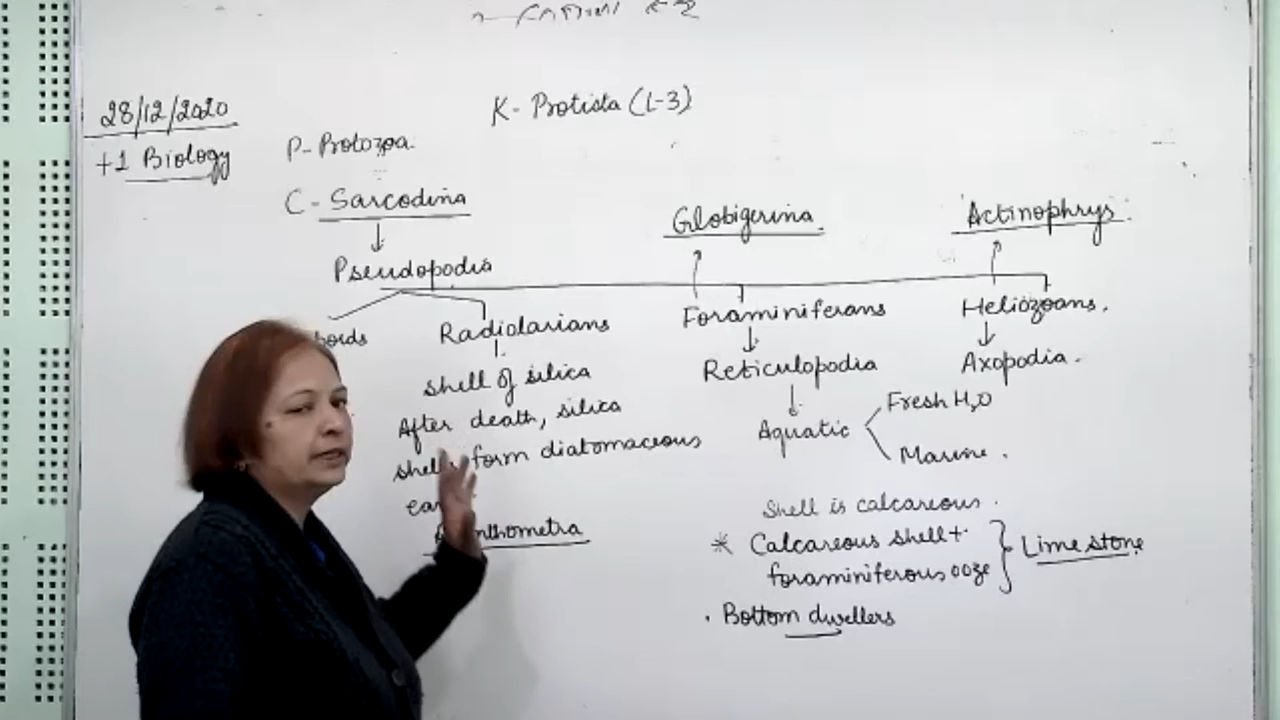 28/12/2020
+1 Biology
K- Protista (L-3)
P- Protozoa.
C- Sarcodina
Pseudopodia
Globigerina
Actinophrys.
Radiolarians
Foraminiferans
Heliozoans.
shell of silica
After death, silica
form diatomaceous
Reticulopodia
Aquatic
Fresh H2O
Marine.
Axopodia.
Shell is calcareous.
* Calcareous shell +
foraminiferous ooze
Lime stone
. Bottom dwellers